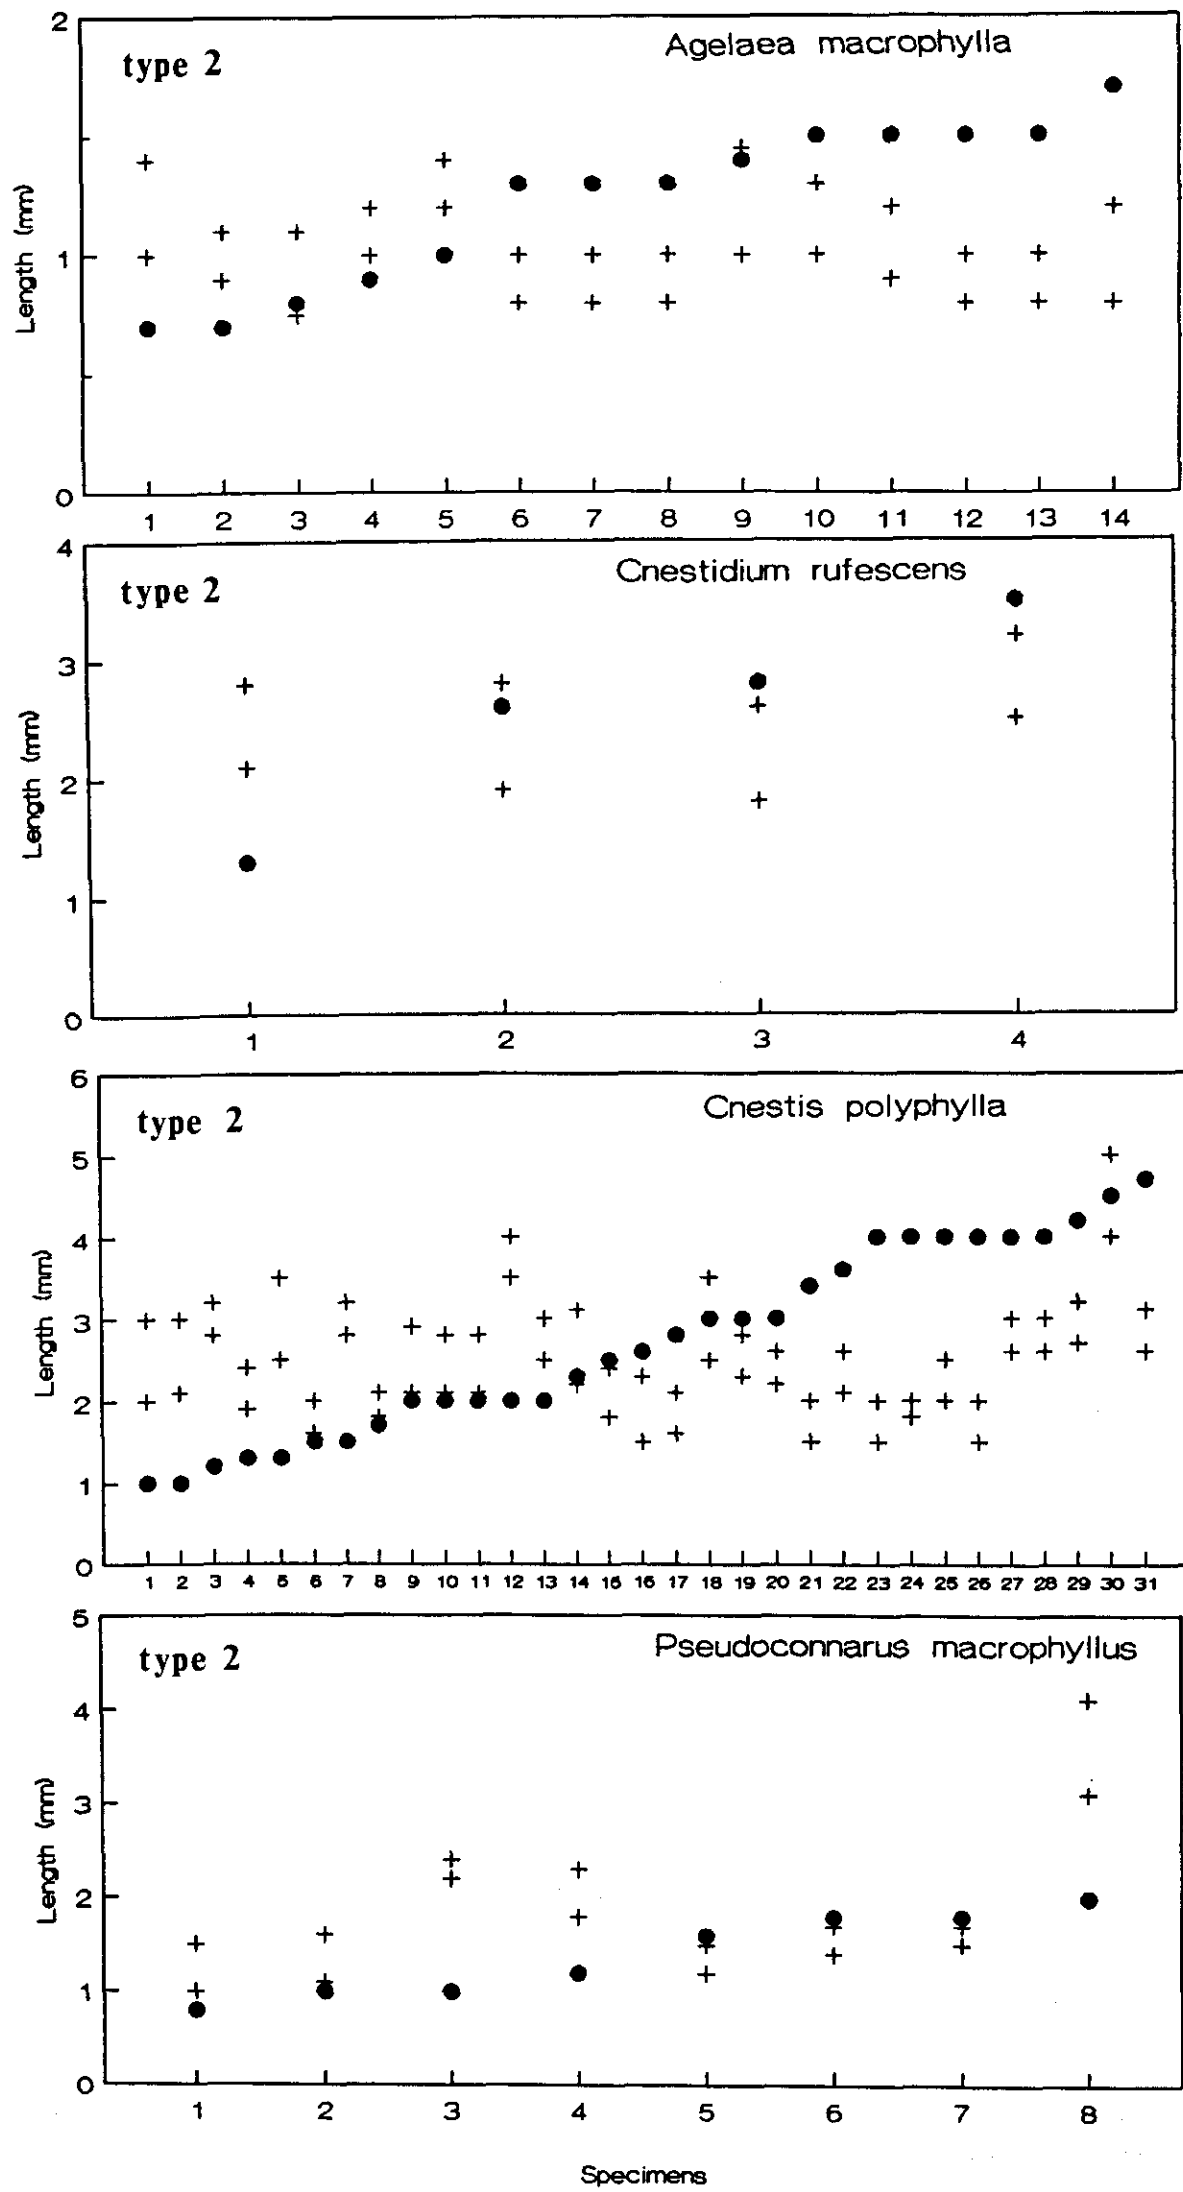 2
type 2
Agelaea macrophylla
Length (mm)
1
0
1 2 3 4 5 6 7 8 9 10 11 12 13 14
4
type 2
Cnestidium rufescens
3
Length (mm)
2
1
0
1 2 3 4
6
type 2
Cnestis polyphylla
5
4
Length (mm)
3
2
1
0
1 2 3 4 5 6 7 8 9 10 11 12 13 14 15 16 17 18 19 20 21 22 23 24 25 26 27 28 29 30 31
5
type 2
Pseudoconnarus macrophyllus
4
3
Length (mm)
2
1
0
1 2 3 4 5 6 7 8
Specimens